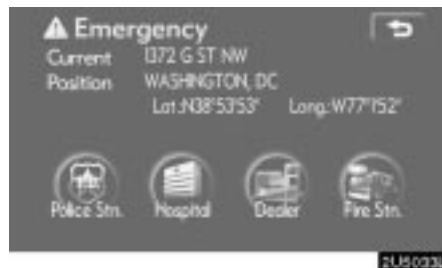 Emergency
Current 1372 G ST NW
Position WASHINGTON, DC
Lat.:N38°53'53" Long.:W77°1'52"
Police Stn. Hospital Dealer Fire Stn.